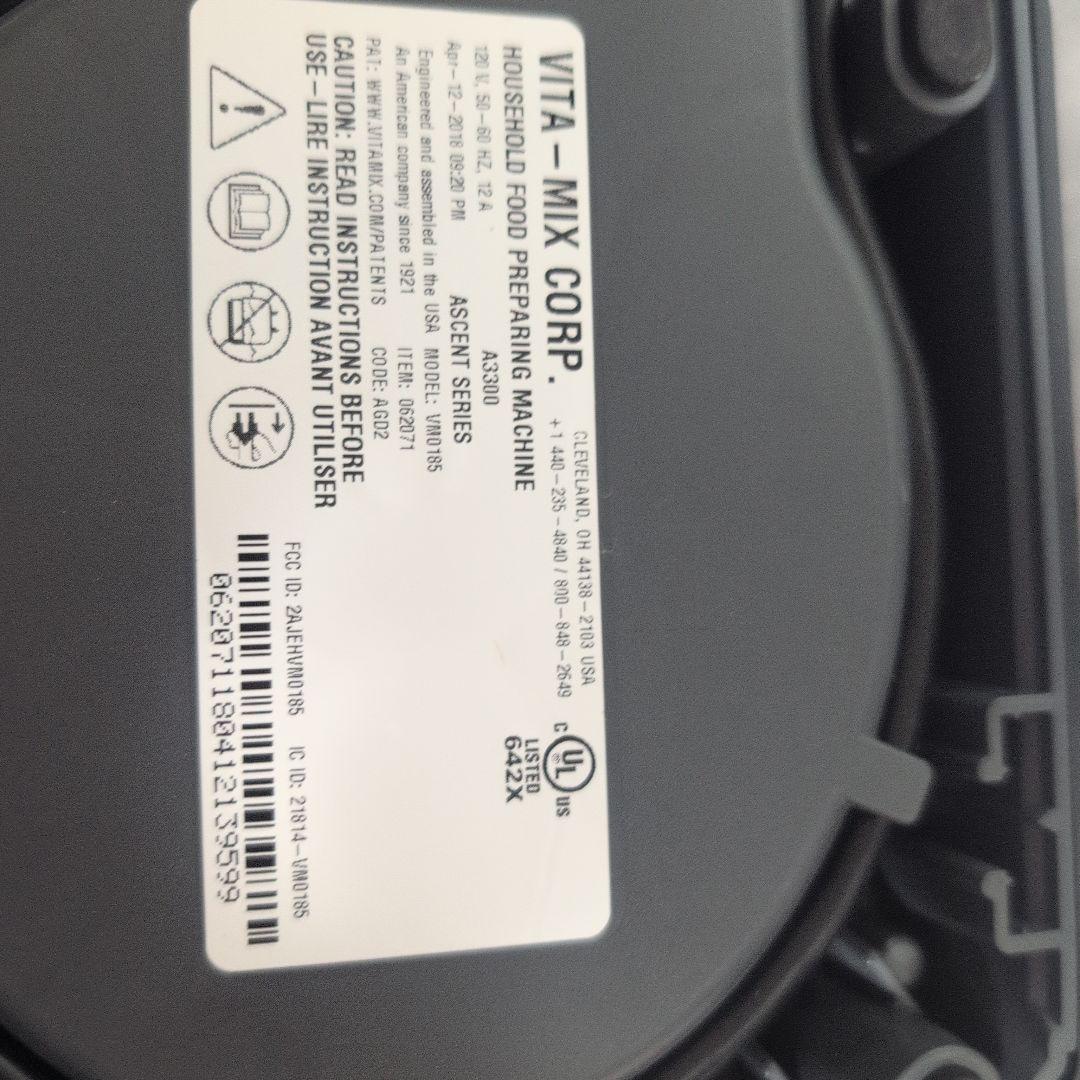 VITA-MIX CORP.
CLEVELAND, OH 44138-2103 USA
+1 440-235-4840 / 800-848-2649
HOUSEHOLD FOOD PREPARING MACHINE
120 V, 50-60 HZ, 12 A A3300
Apr-12-2018 09:20 PM ASCENT SERIES
Engineered and assembled in the USA MODEL: VM0185
An American company since 1921 ITEM: 062071
PAT: WWW.VITAMIX.COM/PATENTS CODE: AG02
CAUTION: READ INSTRUCTIONS BEFORE
USE-LIRE INSTRUCTION AVANT UTILISER
C UL US
LISTED
642X
FCC ID: 2AJEHVM0185 IC ID: 21814-VM0185
062071180412139599